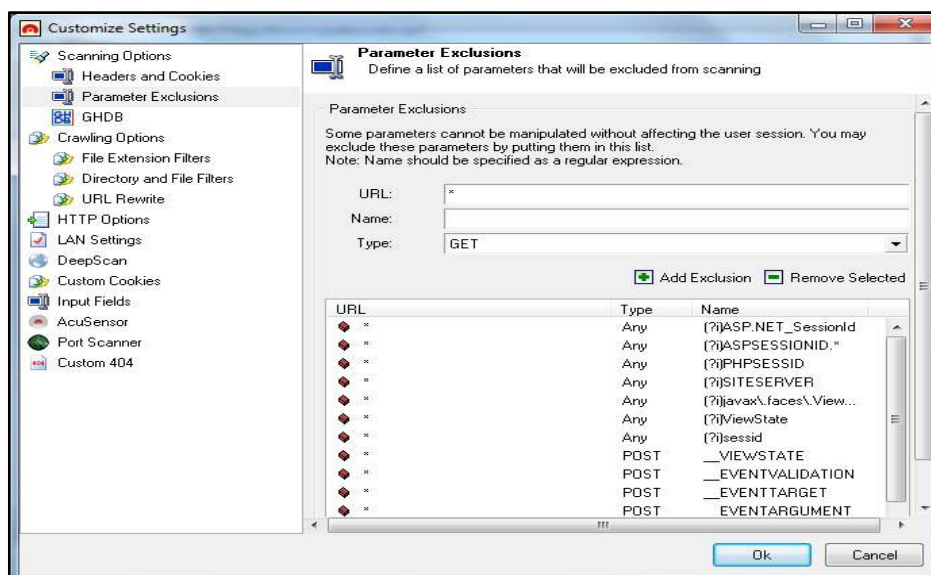 Customize Settings
Scanning Options
Headers and Cookies
Parameter Exclusions
GHDB
Crawling Options
File Extension Filters
Directory and File Filters
URL Rewrite
HTTP Options
LAN Settings
DeepScan
Custom Cookies
Input Fields
AcuSensor
Port Scanner
Custom 404
Parameter Exclusions
Define a list of parameters that will be excluded from scanning
Parameter Exclusions
Some parameters cannot be manipulated without affecting the user session. You may
exclude these parameters by putting them in this list.
Note: Name should be specified as a regular expression.
URL: *
Name:
Type: GET
Add Exclusion Remove Selected
URL Type Name
* Any (?i)ASP.NET_SessionId
* Any (?i)ASPSESSIONID.*
* Any (?i)PHPSESSID
* Any (?i)SITESERVER
* Any (?i)javax\.faces\.View...
* Any (?i)ViewState
* Any (?i)sessid
* POST __VIEWSTATE
* POST __EVENTVALIDATION
* POST __EVENTTARGET
* POST EVENTARGUMENT
Ok Cancel